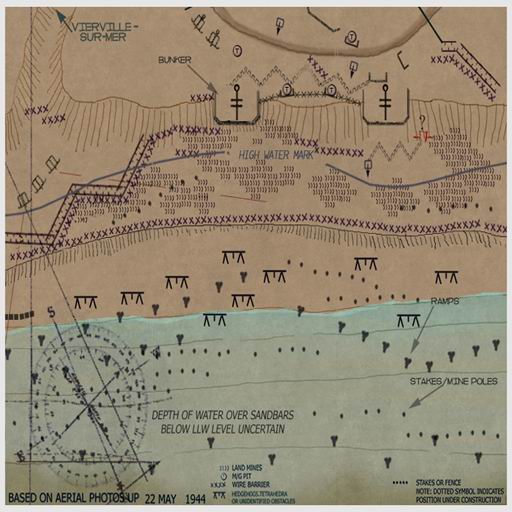 VIERVILLE-
SUR-MER
BUNKER
HIGH WATER MARK
RAMPS
STAKES/MINE POLES
S
DEPTH OF WATER OVER SANDBARS
BELOW LLW LEVEL UNCERTAIN
LAND MINES
M/G PIT
WIRE BARRIER
HEDGEHOGS, TETRAHEDRA
OR UNIDENTIFIED OBSTACLES
STAKES OR FENCE
NOTE: DOTTED SYMBOL INDICATES
POSITION UNDER CONSTRUCTION
BASED ON AERIAL PHOTOS UP 22 MAY 1944